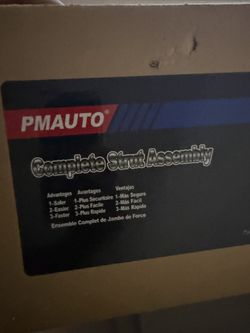 PMAUTO®
Complete Strut Assembly
Advantages Avantages Ventajas
1-Safer 1-Plus Sécuritaire 1-Más Seguro
2-Easier 2-Plus Facile 2-Más Fácil
3-Faster 3-Plus Rapide 3-Más Rápido
Ensemble Complet de Jambe de Force